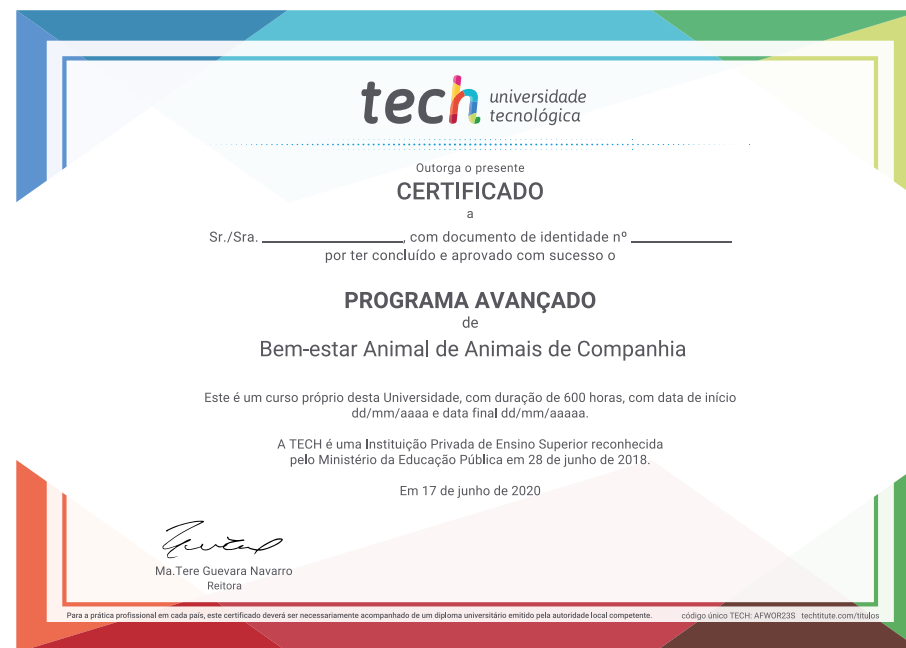 tech universidade
tecnológica
Outorga o presente
CERTIFICADO
a
Sr./Sra. ____________, com documento de identidade nº ____________
por ter concluído e aprovado com sucesso o
PROGRAMA AVANÇADO
de
Bem-estar Animal de Animais de Companhia
Este é um curso próprio desta Universidade, com duração de 600 horas, com data de início
dd/mm/aaaa e data final dd/mm/aaaaa.
A TECH é uma Instituição Privada de Ensino Superior reconhecida
pelo Ministério da Educação Pública em 28 de junho de 2018.
Em 17 de junho de 2020
Ma.Tere Guevara Navarro
Reitora
Para a prática profissional em cada país, este certificado deverá ser necessariamente acompanhado de um diploma universitário emitido pela autoridade local competente. código único TECH: AFWOR23S techtitute.com/titulos